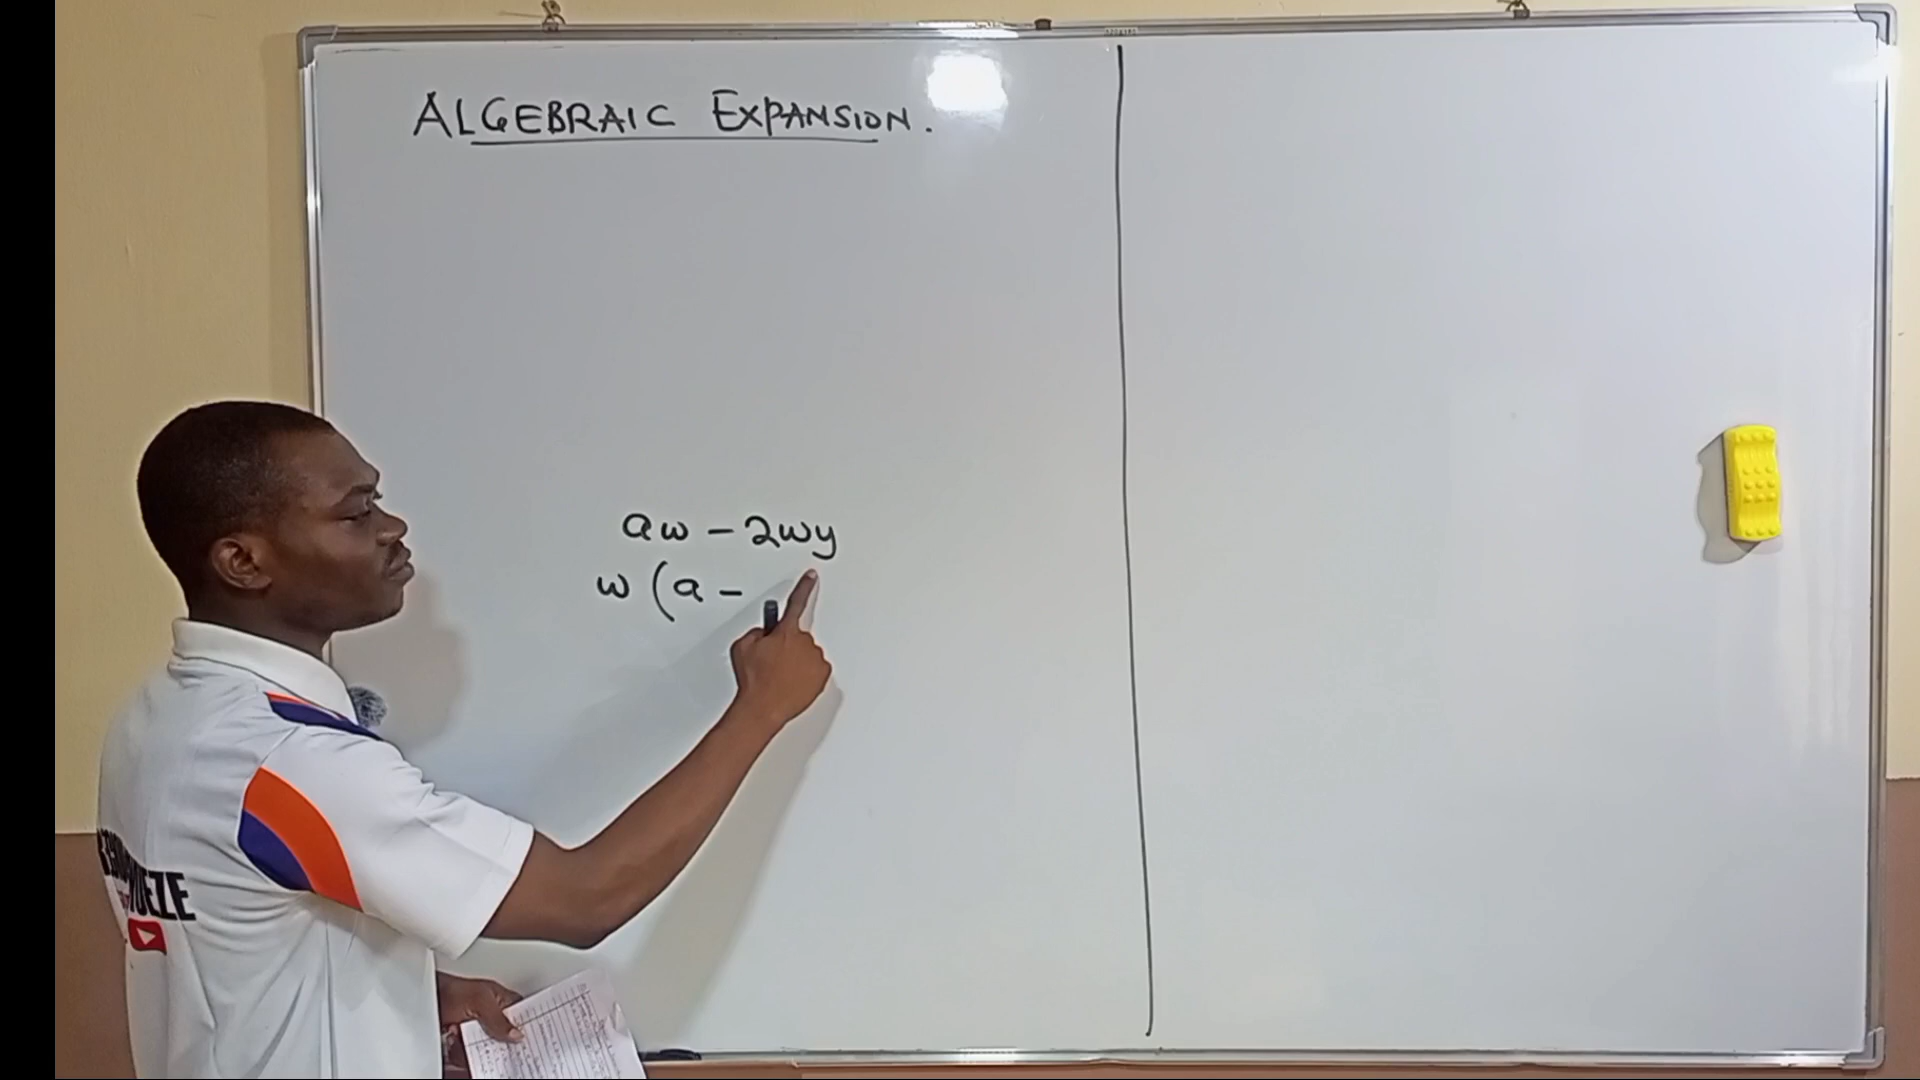 ALGEBRAIC EXPANSION.
aw - 2wy
w (a -